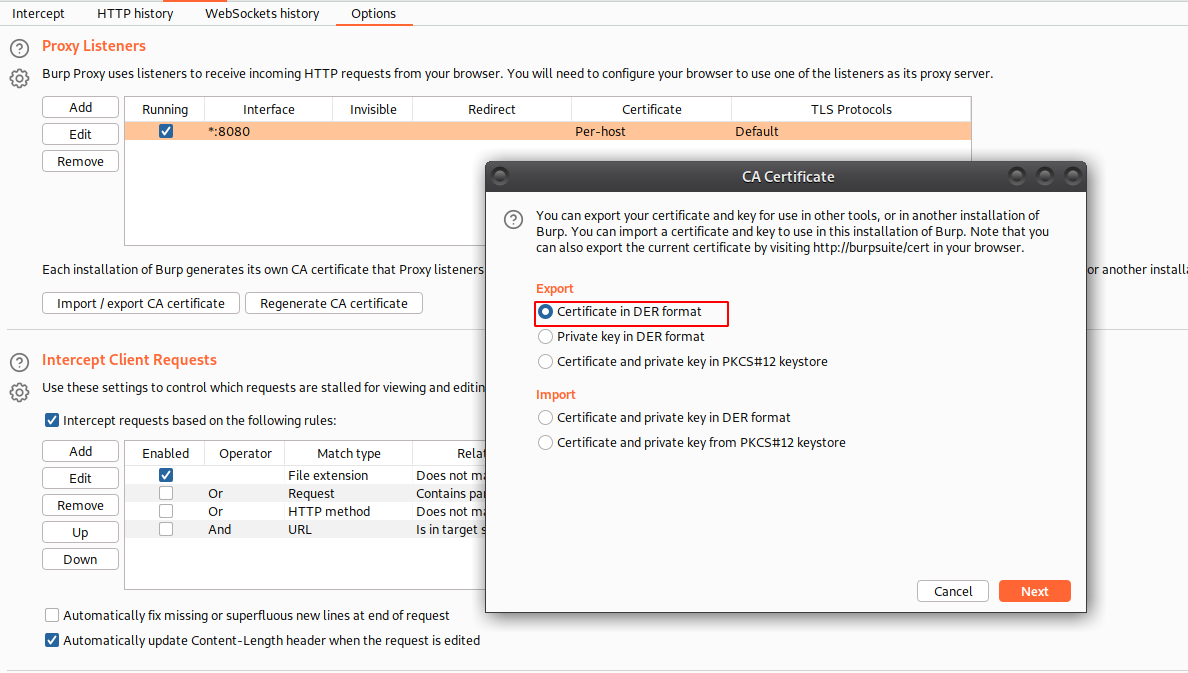 Intercept HTTP history WebSockets history Options
Proxy Listeners
Burp Proxy uses listeners to receive incoming HTTP requests from your browser. You will need to configure your browser to use one of the listeners as its proxy server.
Add
Edit
Remove
Running Interface Invisible Redirect Certificate TLS Protocols
*:8080 Per-host Default
Each installation of Burp generates its own CA certificate that Proxy listeners
or another installa
Import / export CA certificate Regenerate CA certificate
Intercept Client Requests
Use these settings to control which requests are stalled for viewing and editin
Intercept requests based on the following rules:
Add
Edit
Remove
Up
Down
Enabled Operator Match type Relat
File extension Does not ma
Or Request Contains par
Or HTTP method Does not ma
And URL Is in target s
Automatically fix missing or superfluous new lines at end of request
Automatically update Content-Length header when the request is edited
CA Certificate
You can export your certificate and key for use in other tools, or in another installation of
Burp. You can import a certificate and key to use in this installation of Burp. Note that you
can also export the current certificate by visiting http://burpsuite/cert in your browser.
Export
Certificate in DER format
Private key in DER format
Certificate and private key in PKCS#12 keystore
Import
Certificate and private key in DER format
Certificate and private key from PKCS#12 keystore
Cancel Next